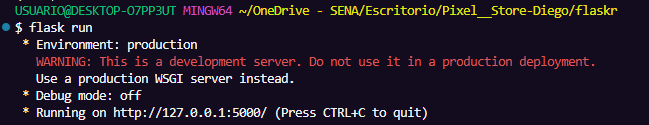 USUARIO@DESKTOP-O7PP3UT MINGW64 ~/OneDrive - SENA/Escritorio/Pixel__Store-Diego/flaskr
$ flask run
* Environment: production
WARNING: This is a development server. Do not use it in a production deployment.
Use a production WSGI server instead.
* Debug mode: off
* Running on http://127.0.0.1:5000/ (Press CTRL+C to quit)